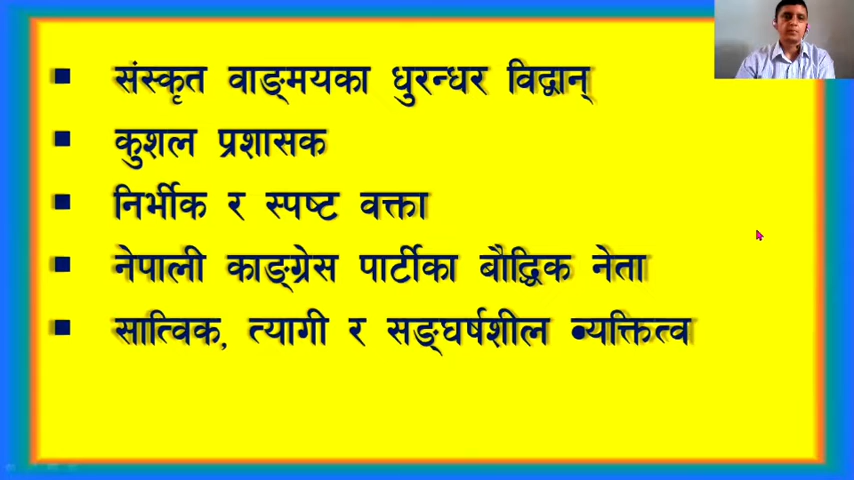 ▪ संस्कृत वाङ्मयका धुरन्धर विद्वान्
▪ कुशल प्रशासक
▪ निर्भीक र स्पष्ट वक्ता
▪ नेपाली काङ्ग्रेस पार्टीका बौद्धिक नेता
▪ सात्विक, त्यागी र सङ्घर्षशील व्यक्तित्व